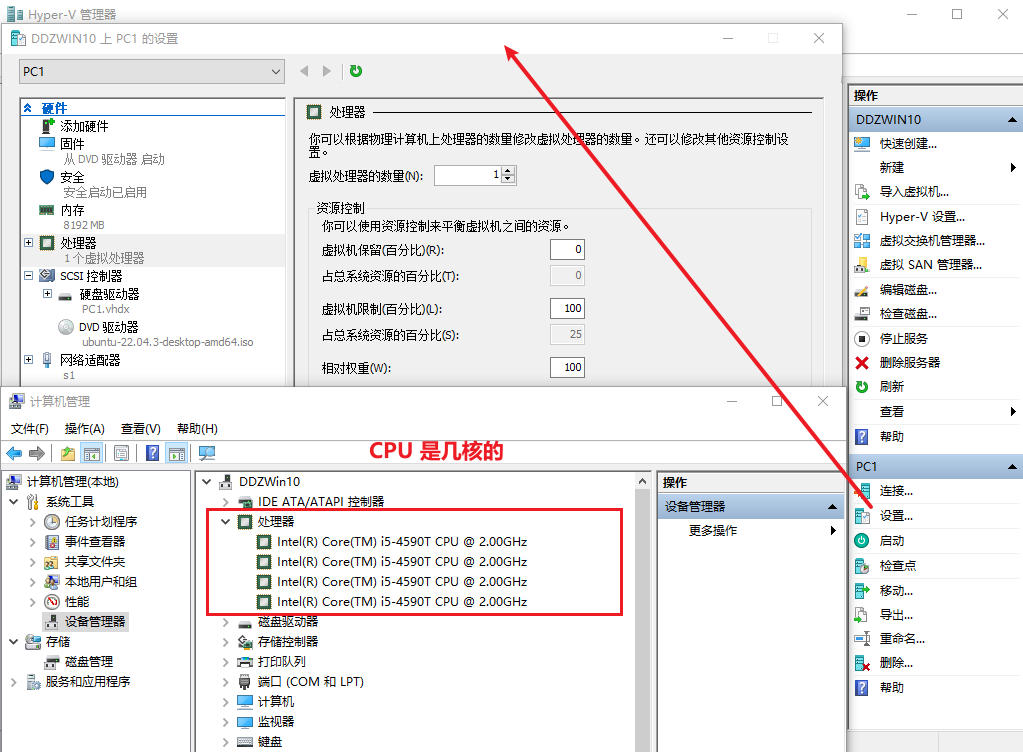 Hyper-V 管理器
DDZWIN10 上 PC1 的设置
PC1
硬件
添加硬件
固件
从 DVD 驱动器 启动
安全
安全启动已启用
内存
8192 MB
处理器
1 个虚拟处理器
SCSI 控制器
硬盘驱动器
PC1.vhdx
DVD 驱动器
ubuntu-22.04.3-desktop-amd64.iso
网络适配器
s1
处理器
你可以根据物理计算机上处理器的数量修改虚拟处理器的数量。还可以修改其他资源控制设
置。
虚拟处理器的数量(N): 1
资源控制
你可以使用资源控制来平衡虚拟机之间的资源。
虚拟机保留(百分比)(R): 0
占总系统资源的百分比(T): 0
虚拟机限制(百分比)(L): 100
占总系统资源的百分比(S): 25
相对权重(W): 100
操作
DDZWIN10
快速创建...
新建
导入虚拟机...
Hyper-V 设置...
虚拟交换机管理器...
虚拟 SAN 管理器...
编辑磁盘...
检查磁盘...
停止服务
删除服务器
刷新
查看
帮助
PC1
连接...
设置...
启动
检查点
移动...
导出...
重命名...
删除...
帮助
计算机管理
文件(F) 操作(A) 查看(V) 帮助(H)
CPU 是几核的
计算机管理(本地)
系统工具
任务计划程序
事件查看器
共享文件夹
本地用户和组
性能
设备管理器
存储
磁盘管理
服务和应用程序
DDZWin10
IDE ATA/ATAPI 控制器
处理器
Intel(R) Core(TM) i5-4590T CPU @ 2.00GHz
Intel(R) Core(TM) i5-4590T CPU @ 2.00GHz
Intel(R) Core(TM) i5-4590T CPU @ 2.00GHz
Intel(R) Core(TM) i5-4590T CPU @ 2.00GHz
磁盘驱动器
存储控制器
打印队列
端口 (COM 和 LPT)
计算机
监视器
键盘
操作
设备管理器
更多操作